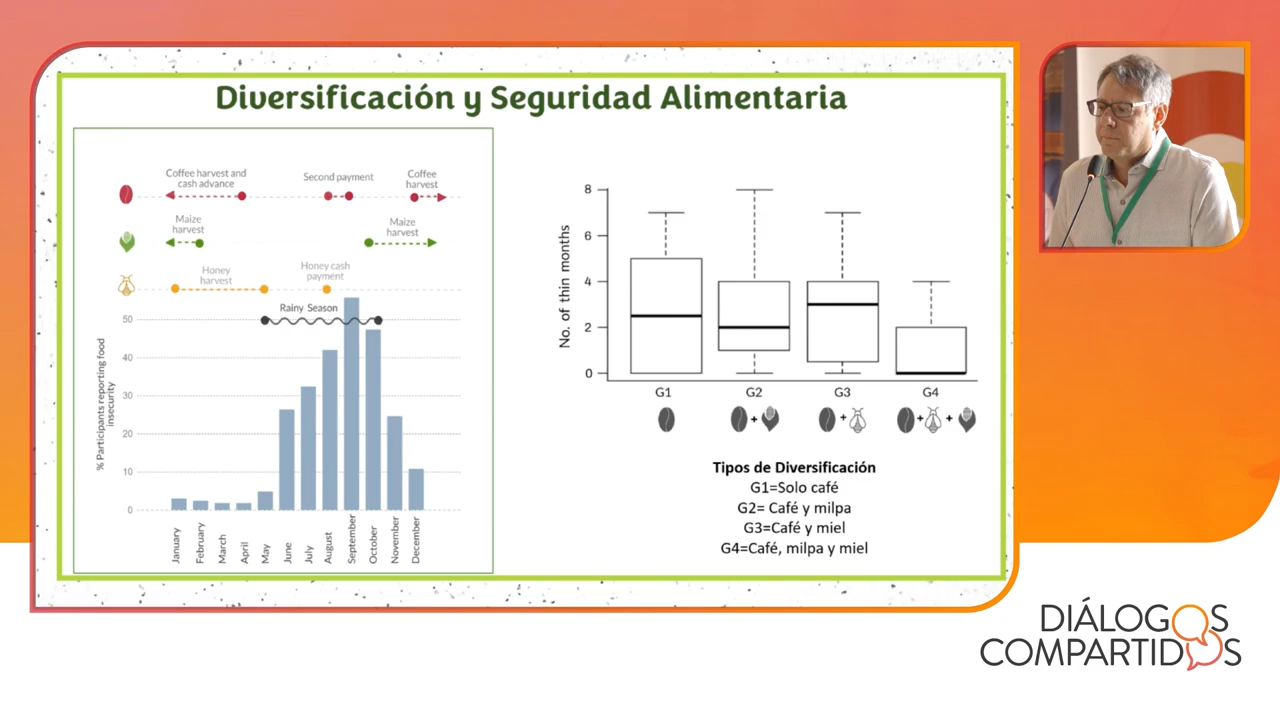 Diversificación y Seguridad Alimentaria
Coffee harvest and
cash advance
Second payment
Coffee
harvest
Maize
harvest
Maize
harvest
Honey
harvest
Honey cash
payment
Rainy Season
50
40
30
20
10
0
% Participants reporting food
insecurity
January
February
March
April
May
June
July
August
September
October
November
December
No. of thin months
8
6
4
2
0
G1
G2
G3
G4
+
+
+
+
Tipos de Diversificación
G1=Solo café
G2= Café y milpa
G3=Café y miel
G4=Café, milpa y miel
DIÁLOGOS
COMPARTIDOS